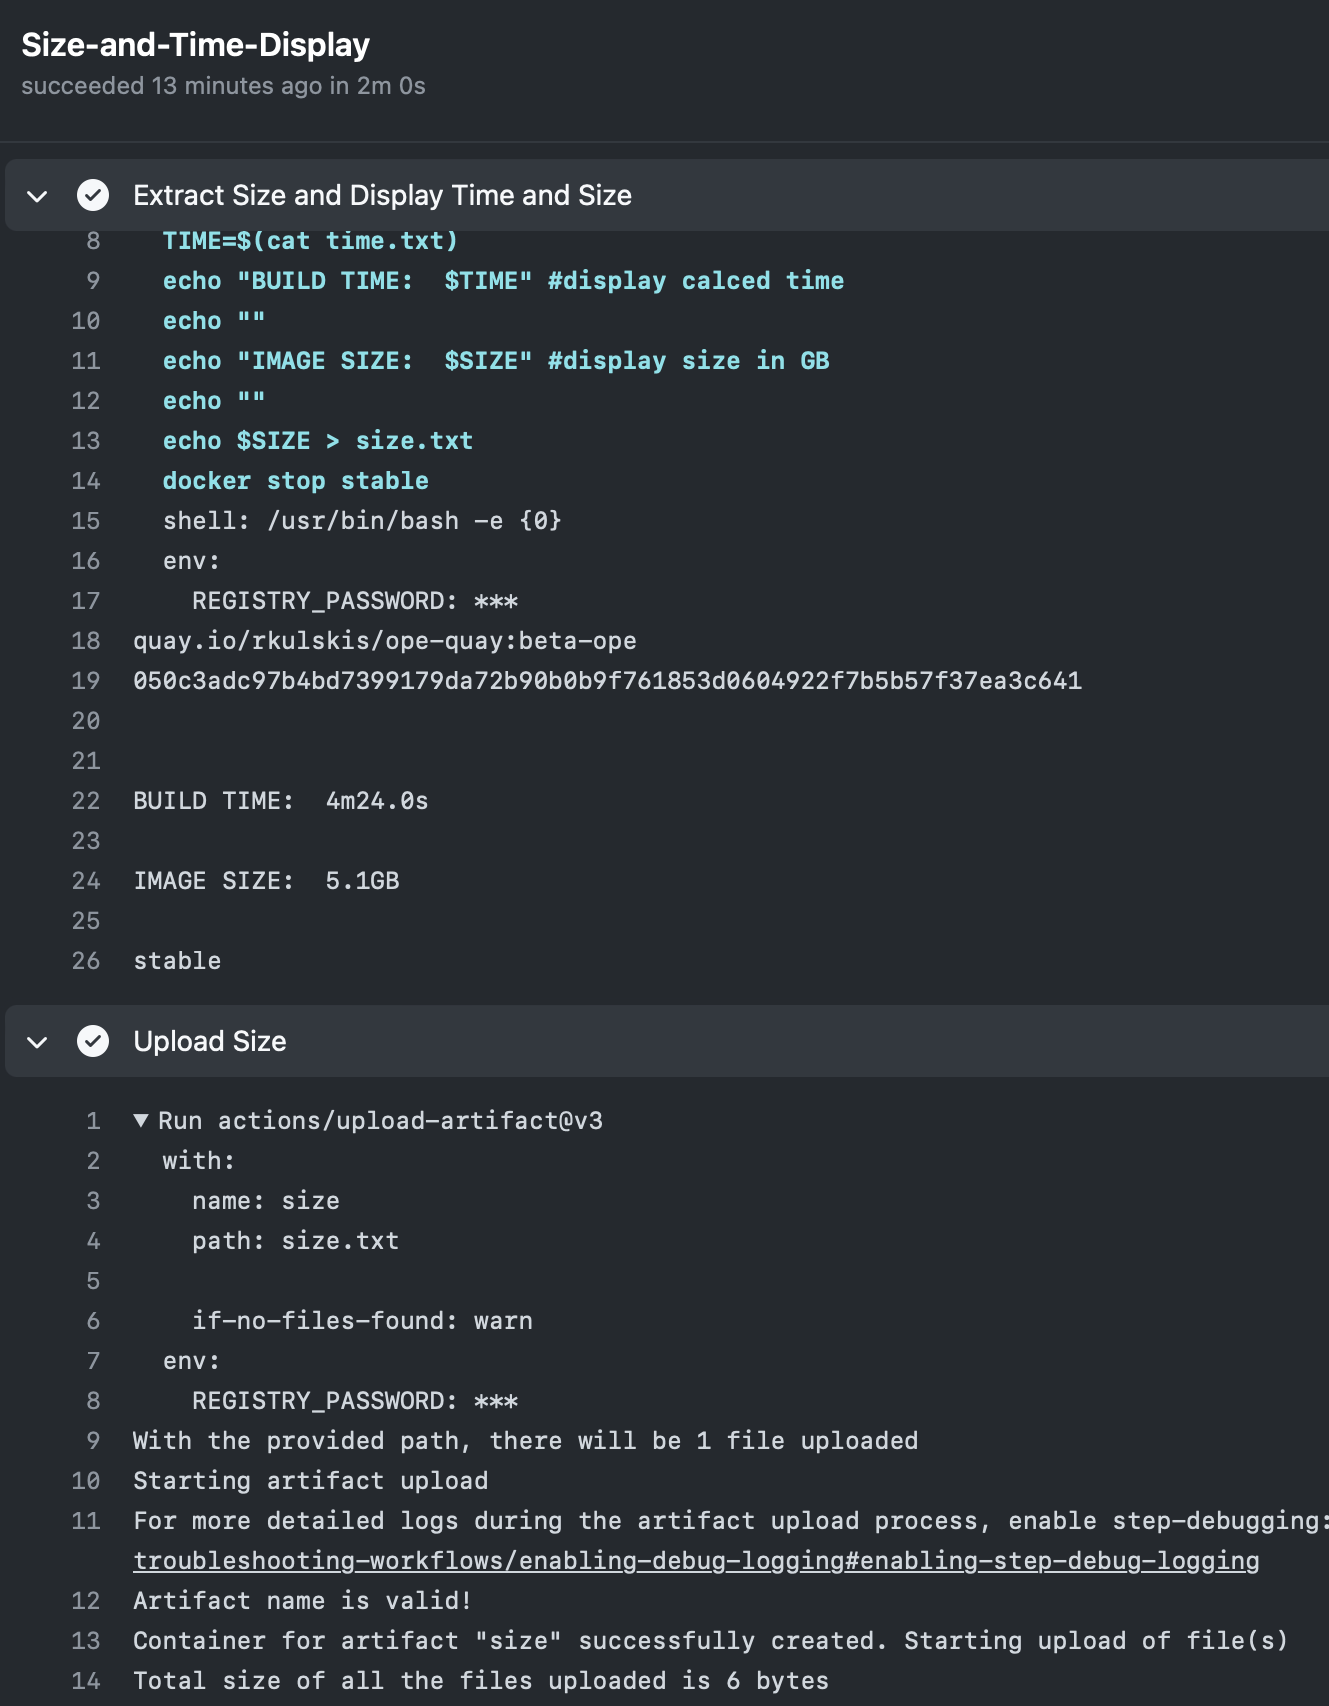 Size-and-Time-Display
succeeded 13 minutes ago in 2m 0s
Extract Size and Display Time and Size
8 TIME=$(cat time.txt)
9 echo "BUILD TIME:  $TIME" #display calced time
10 echo ""
11 echo "IMAGE SIZE:  $SIZE" #display size in GB
12 echo ""
13 echo $SIZE > size.txt
14 docker stop stable
15 shell: /usr/bin/bash -e {0}
16 env:
17 REGISTRY_PASSWORD: ***
18 quay.io/rkulskis/ope-quay:beta-ope
19 050c3adc97b4bd7399179da72b90b0b9f761853d0604922f7b5b57f37ea3c641
20
21
22 BUILD TIME:  4m24.0s
23
24 IMAGE SIZE:  5.1GB
25
26 stable
Upload Size
1 ▼ Run actions/upload-artifact@v3
2 with:
3 name: size
4 path: size.txt
5
6 if-no-files-found: warn
7 env:
8 REGISTRY_PASSWORD: ***
9 With the provided path, there will be 1 file uploaded
10 Starting artifact upload
11 For more detailed logs during the artifact upload process, enable step-debugging:
troubleshooting-workflows/enabling-debug-logging#enabling-step-debug-logging
12 Artifact name is valid!
13 Container for artifact "size" successfully created. Starting upload of file(s)
14 Total size of all the files uploaded is 6 bytes